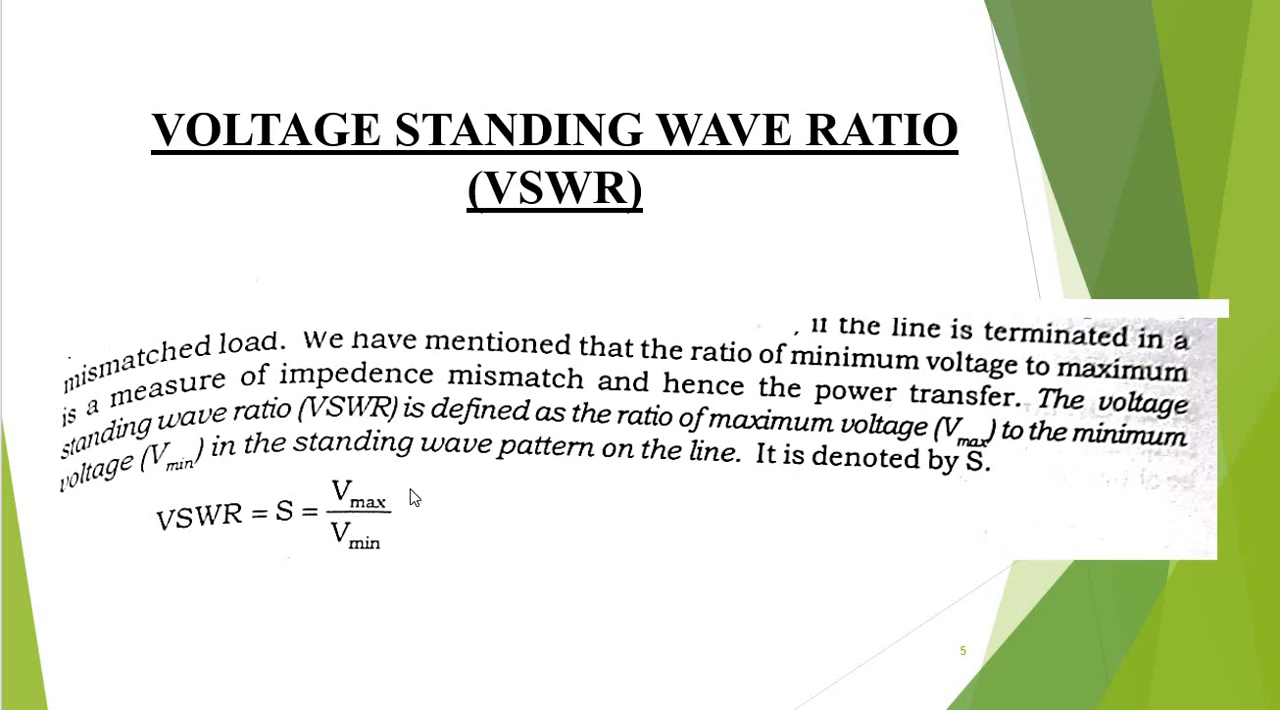 VOLTAGE STANDING WAVE RATIO
(VSWR)
, If the line is terminated in a
mismatched load. We have mentioned that the ratio of minimum voltage to maximum
is a measure of impedence mismatch and hence the power transfer. The voltage
standing wave ratio (VSWR) is defined as the ratio of maximum voltage (Vmax) to the minimum
voltage (Vmin) in the standing wave pattern on the line. It is denoted by S.
VSWR = S = Vmax
Vmin
5